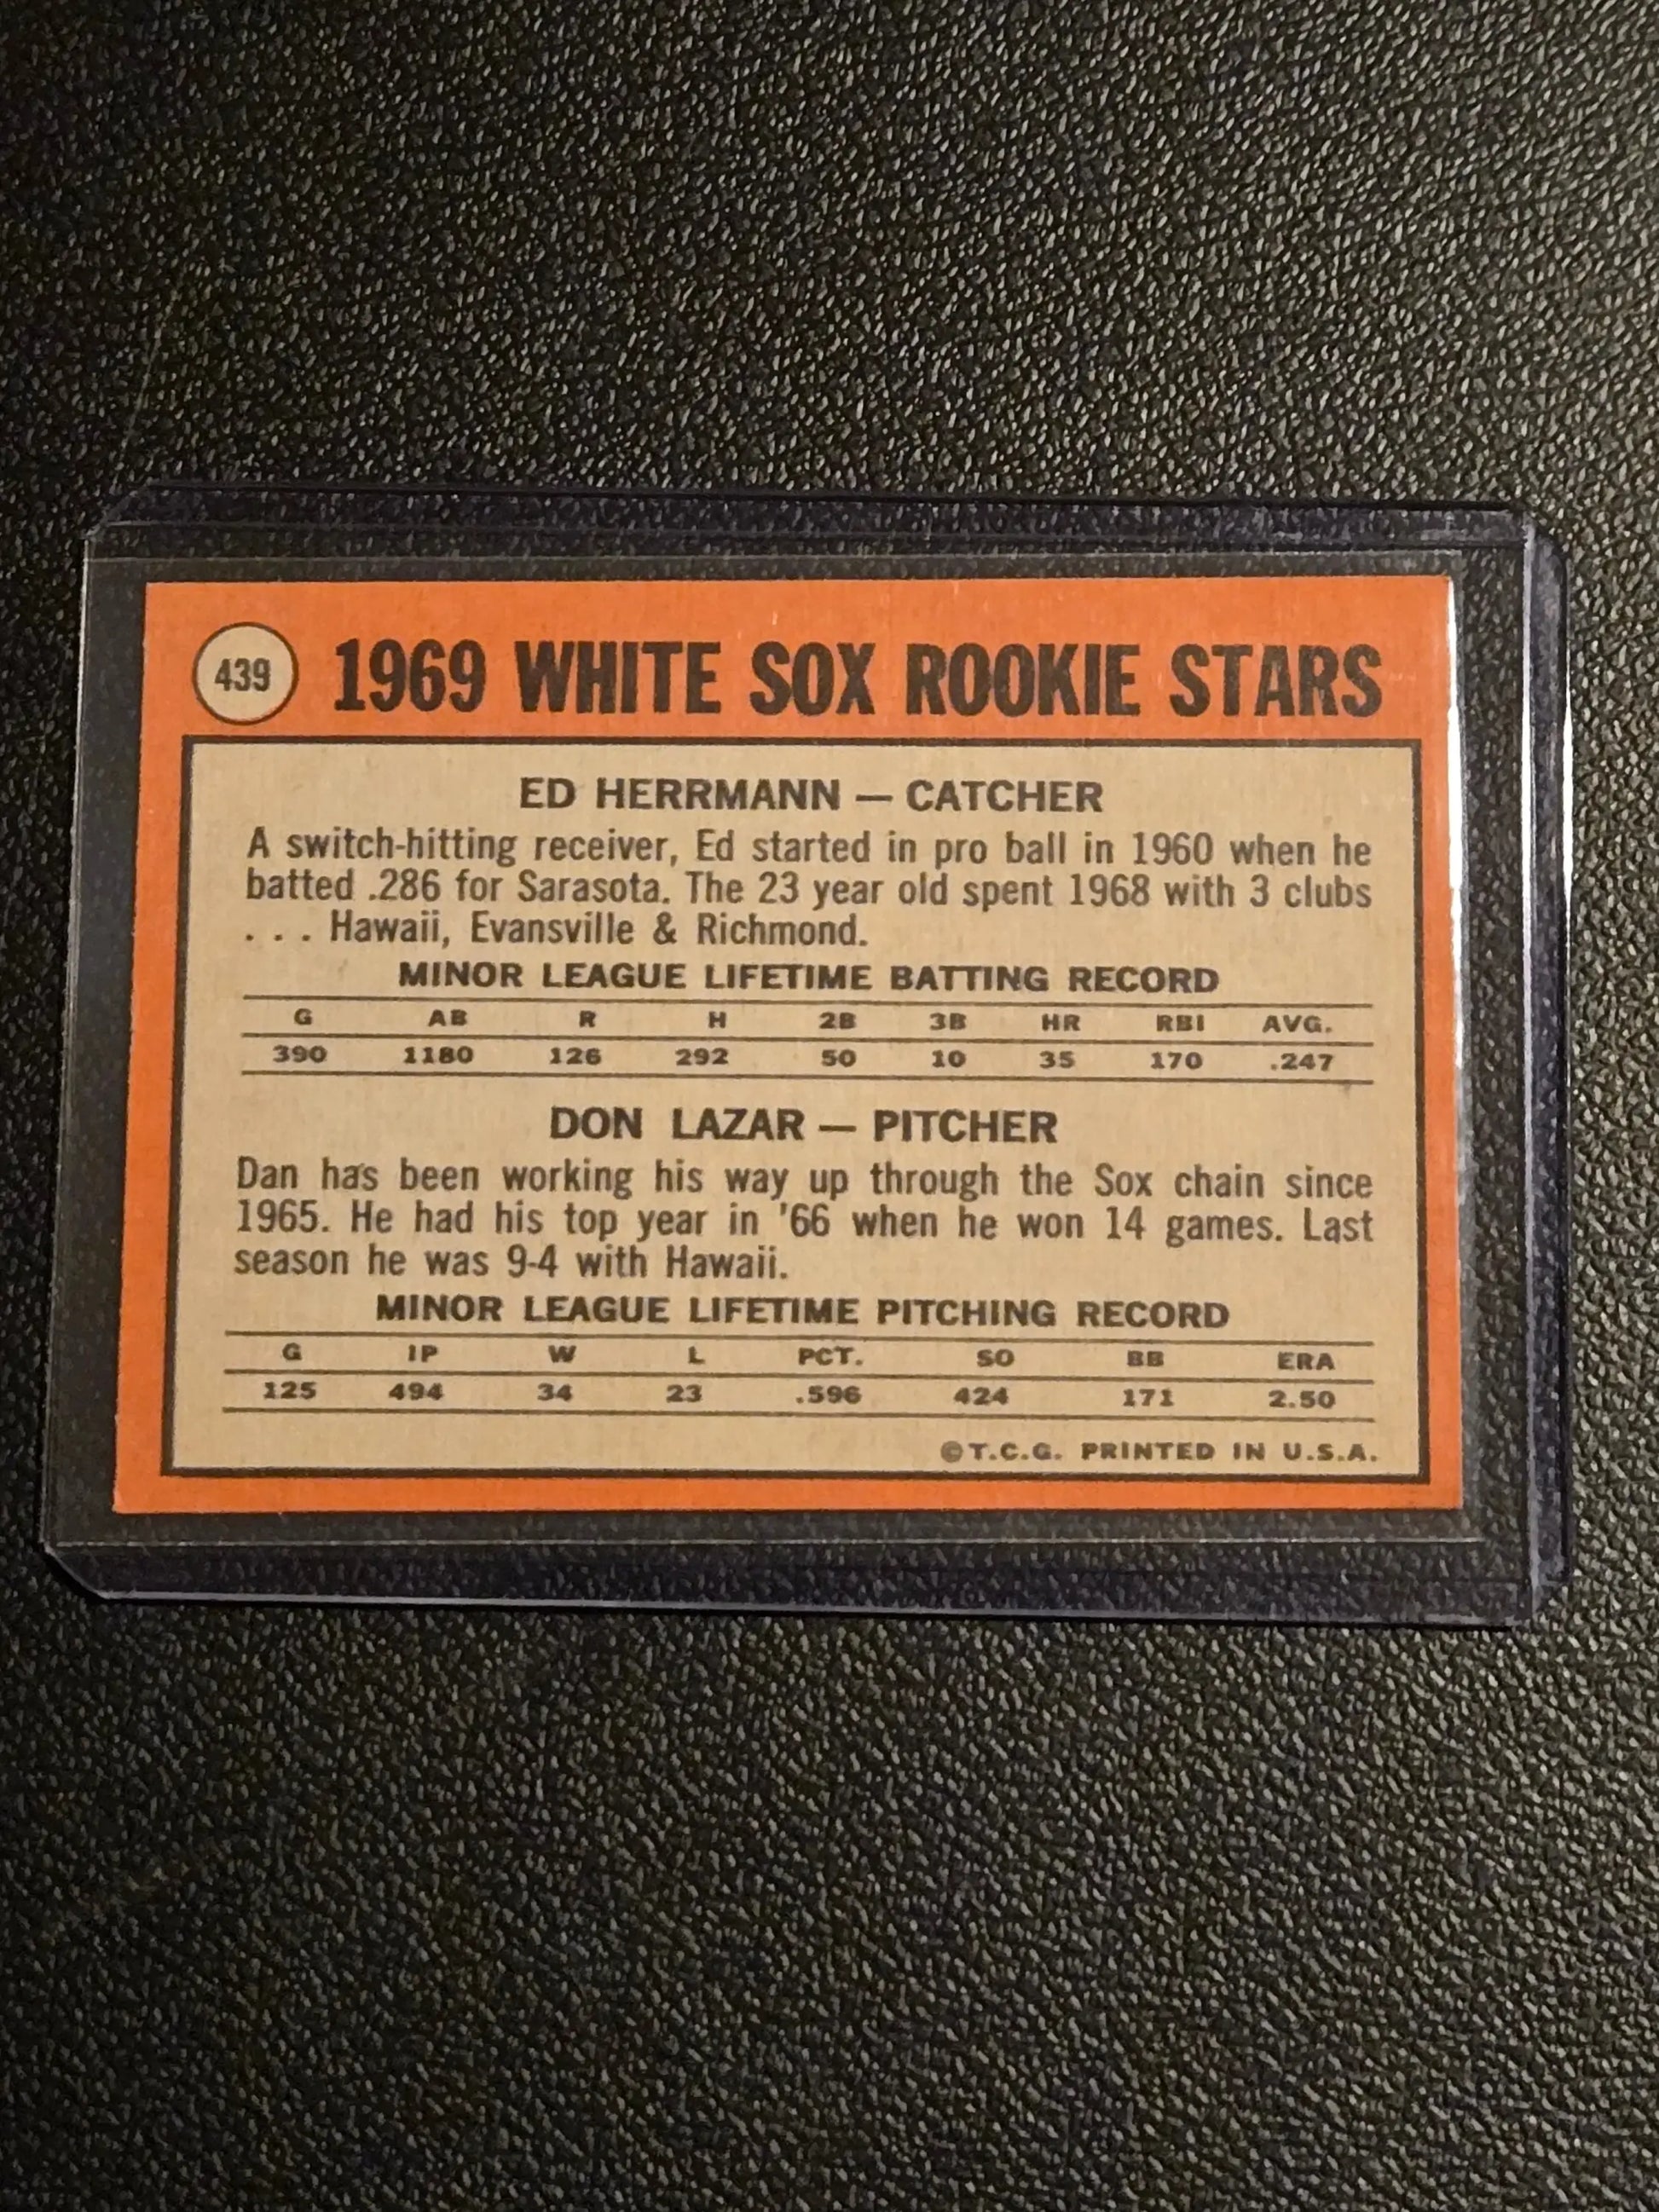 439 1969 WHITE SOX ROOKIE STARS
ED HERRMANN — CATCHER
A switch-hitting receiver, Ed started in pro ball in 1960 when he
batted .286 for Sarasota. The 23 year old spent 1968 with 3 clubs
. . . Hawaii, Evansville & Richmond.
MINOR LEAGUE LIFETIME BATTING RECORD
G AB R H 2B 3B HR RBI AVG.
390 1180 126 292 50 10 35 170 .247
DON LAZAR — PITCHER
Dan has been working his way up through the Sox chain since
1965. He had his top year in '66 when he won 14 games. Last
season he was 9-4 with Hawaii.
MINOR LEAGUE LIFETIME PITCHING RECORD
G IP W L PCT. SO BB ERA
125 494 34 23 .596 424 171 2.50
©T.C.G. PRINTED IN U.S.A.